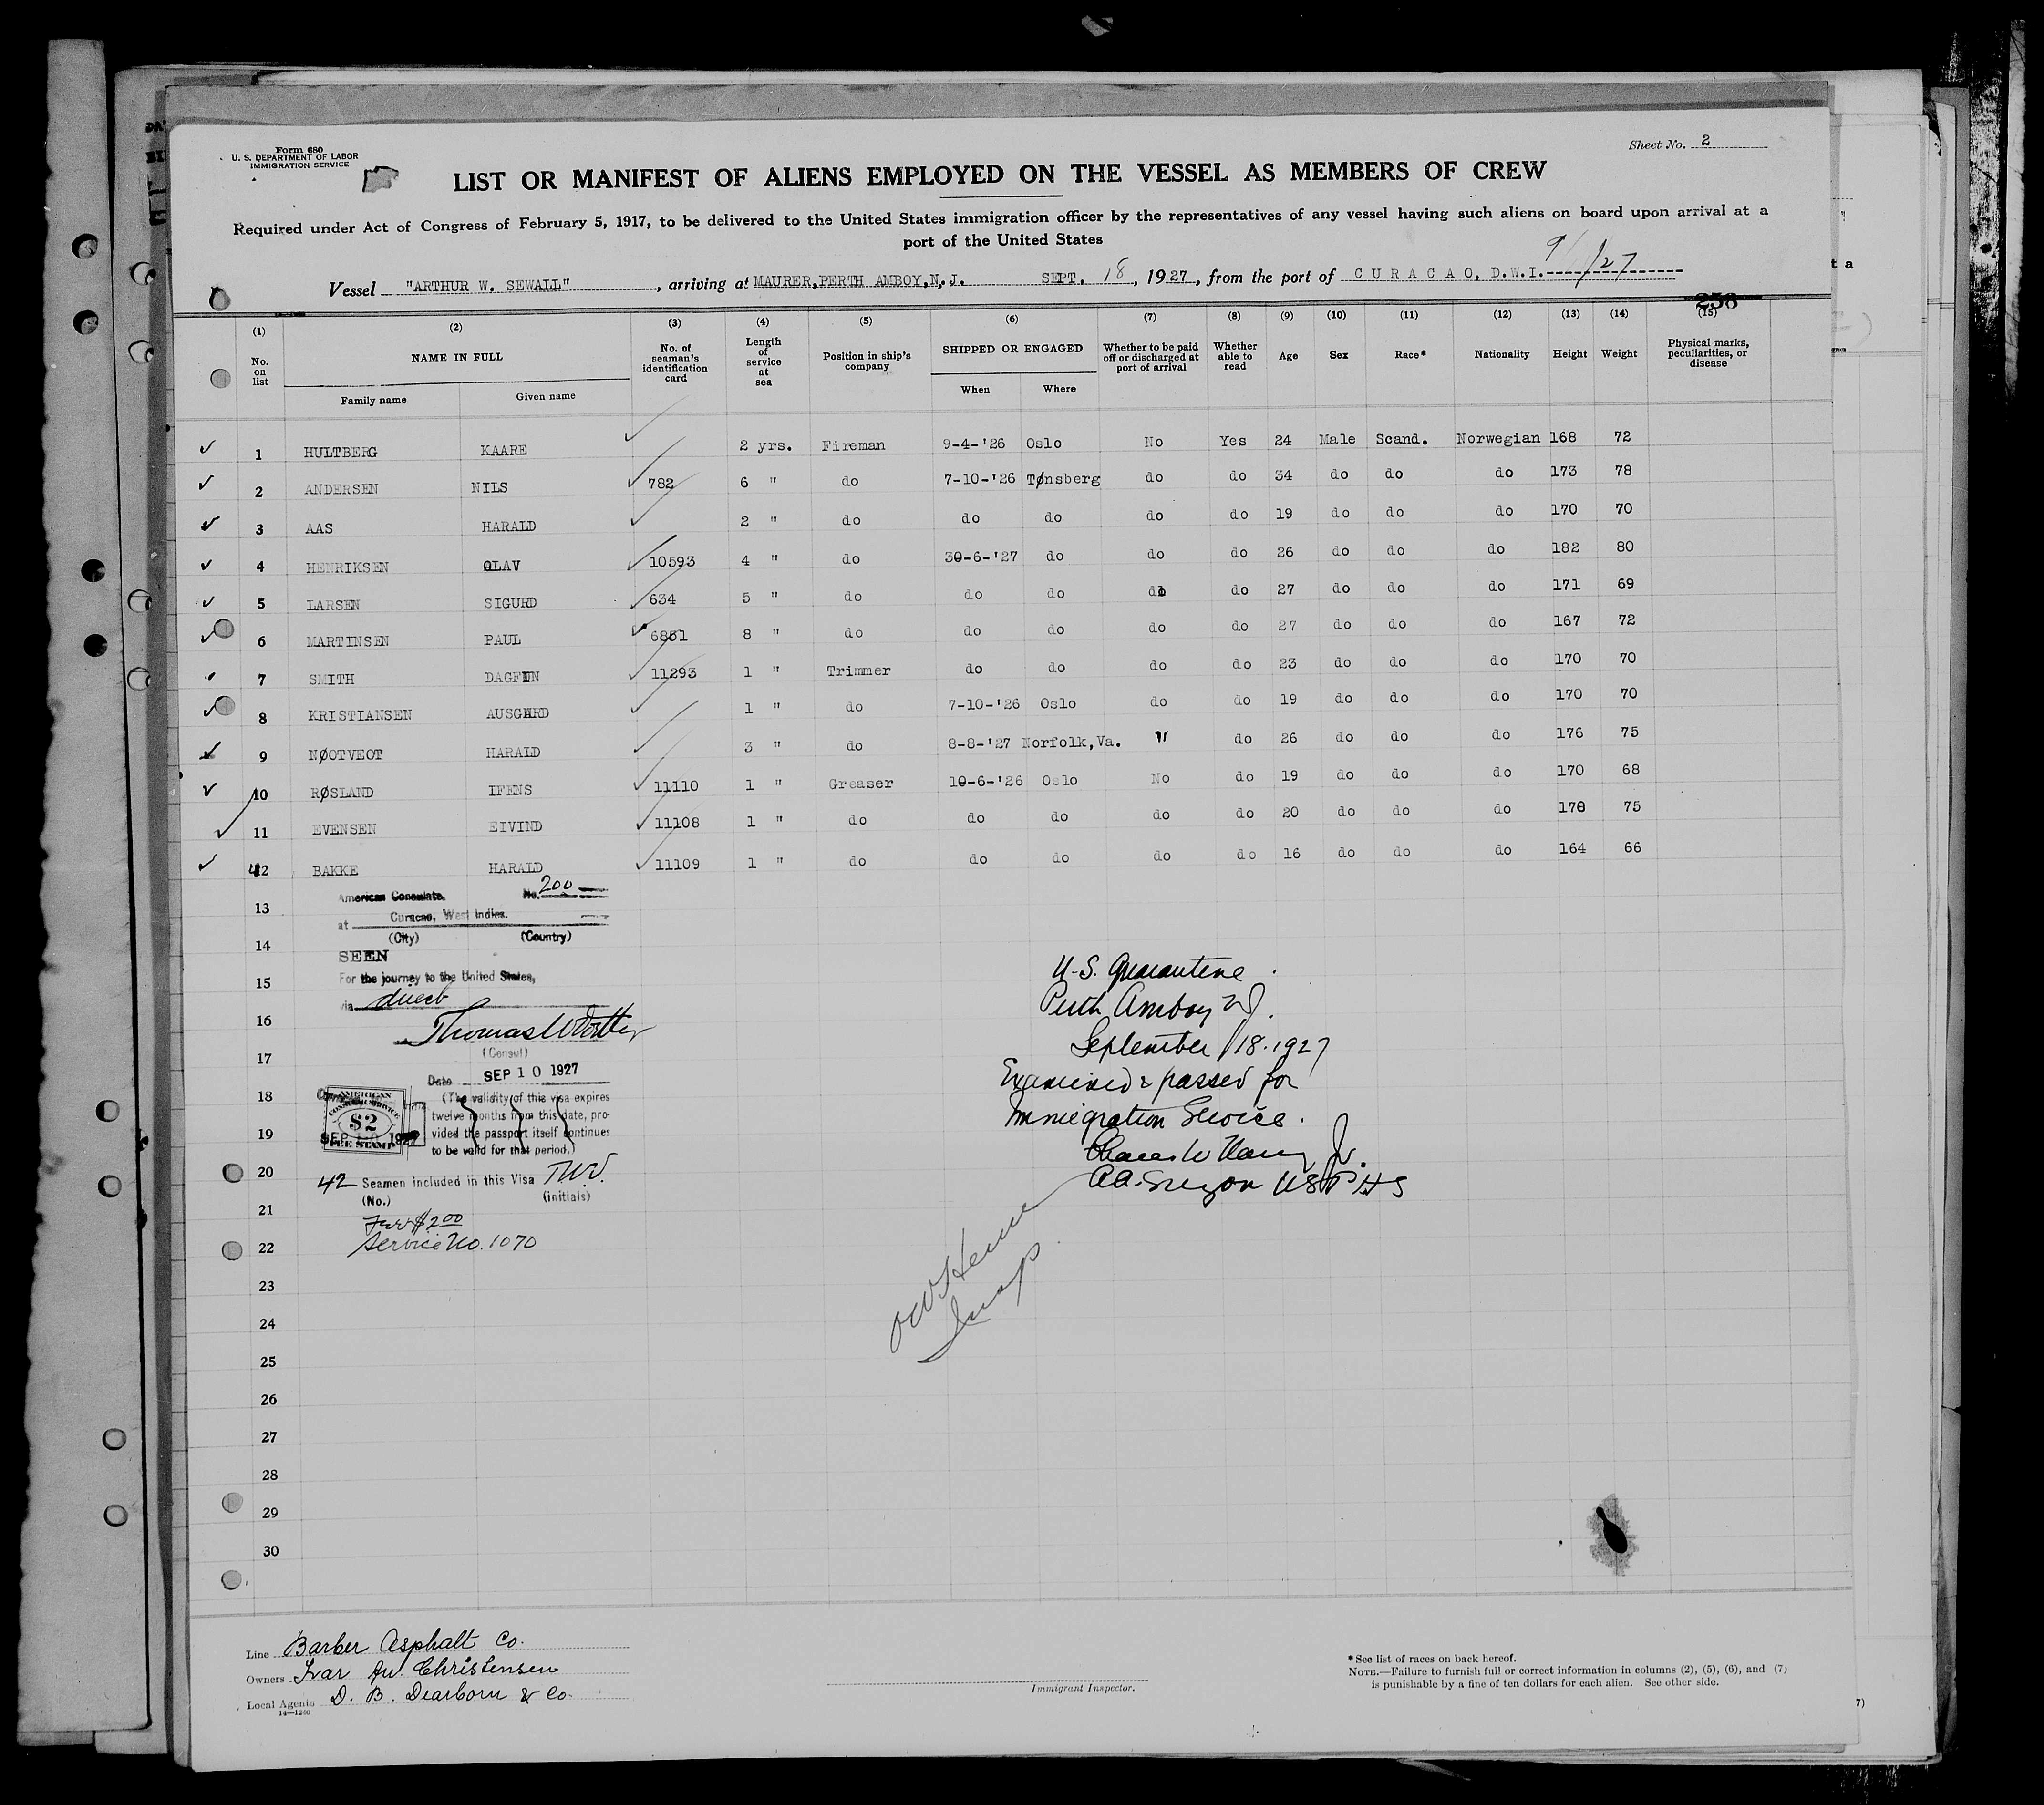 Form 680
U. S. DEPARTMENT OF LABOR
IMMIGRATION SERVICE
Sheet No. 2
LIST OR MANIFEST OF ALIENS EMPLOYED ON THE VESSEL AS MEMBERS OF CREW
Required under Act of Congress of February 5, 1917, to be delivered to the United States immigration officer by the representatives of any vessel having such aliens on board upon arrival at a
port of the United States
Vessel "ARTHUR W. SEWALL", arriving at MAURER,PERTH AMBOY,N.J. SEPT. 18, 1927, from the port of CURACAO, D.W.I.
256
(1) (2) (3) (4) (5) (6) (7) (8) (9) (10) (11) (12) (13) (14) (15)
No. on list NAME IN FULL Family name Given name No. of seaman's identification card Length of service at sea Position in ship's company SHIPPED OR ENGAGED When Where Whether to be paid off or discharged at port of arrival Whether able to read Age Sex Race* Nationality Height Weight Physical marks, peculiarities, or disease
1 HULTBERG KAARE 2 yrs. Fireman 9-4-'26 Oslo No Yes 24 Male Scand. Norwegian 168 72
2 ANDERSEN NILS 782 6 " do 7-10-'26 Tønsberg do do 34 do do do 173 78
3 AAS HARALD 2 " do do do do do 19 do do do 170 70
4 HENRIKSEN OLAV 10593 4 " do 30-6-'27 do do do 26 do do do 182 80
5 LARSEN SIGURD 634 5 " do do do do do 27 do do do 171 69
6 MARTINSEN PAUL 6851 8 " do do do do do 27 do do do 167 72
7 SMITH DAGFIN 11293 1 " Trimmer do do do do 23 do do do 170 70
8 KRISTIANSEN 1 " do 7-10-'26 Oslo do do 19 do do do 170 70
9 NØOTVEOT HARALD 3 " do 8-8-'27 Norfolk,Va. " do 26 do do do 176 75
10 RØSLAND IFENS 11110 1 " Greaser 10-6-'26 Oslo No do 19 do do do 170 68
11 EVENSEN EIVIND 11108 1 " do do do do do 20 do do do 178 75
12 BAKKE HARALD 11109 1 " do do do do do 16 do do do 164 66
13
14
15
16
17
18
19
20
21
22
23
24
25
26
27
28
29
30
American Consulate, No. 200
at Curacao, West Indies.
(City) (Country)
SEEN
For the journey to the United States,
via direct
(Consul)
Date SEP 10 1927
(The validity of this visa expires
twelve months from this date, pro-
vided the passport itself continues
to be valid for that period.)
AMERICAN
CONSULAR SERVICE
$2
FEE STAMP
42 Seamen included in this Visa
(No.) (initials)
Fee $2.00
Service No. 1070
U.S. Quarantine
Perth Amboy NJ.
September 18.1927
Examined & passed for
Immigration Service.
Line Barber Asphalt Co.
Owners Ivar An. Christensen
Local Agents D. B. Dearborn & Co.
14—1200
Immigrant Inspector.
* See list of races on back hereof.
NOTE.—Failure to furnish full or correct information in columns (2), (5), (6), and (7)
is punishable by a fine of ten dollars for each alien. See other side.